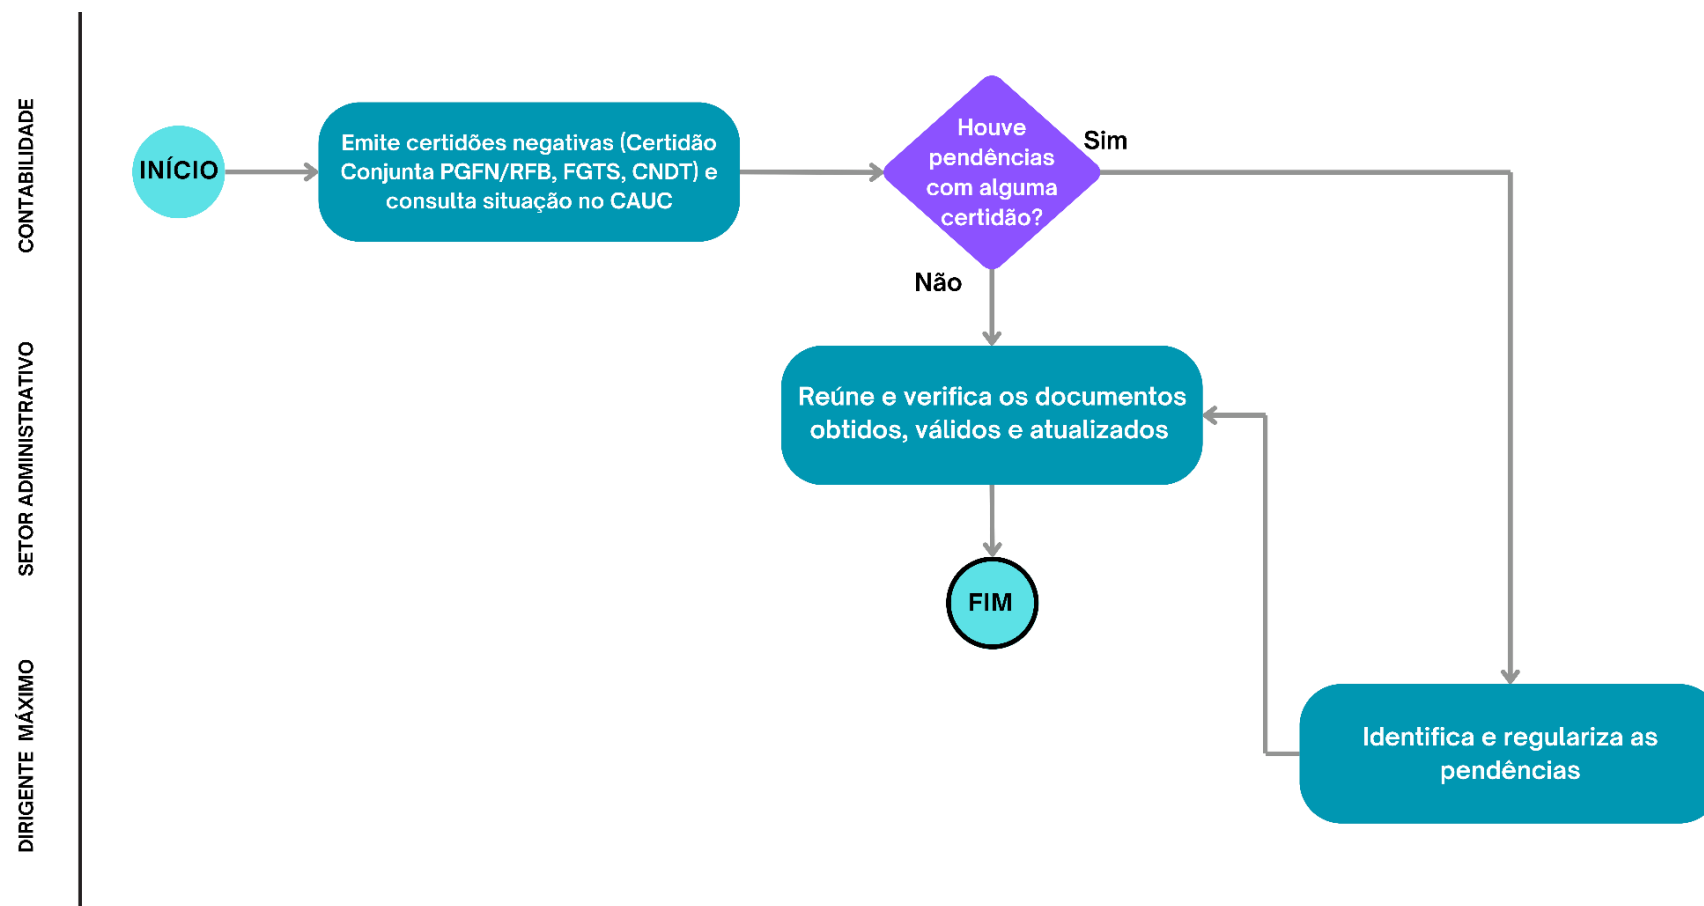 CONTABILIDADE
INÍCIO
Emite certidões negativas (Certidão
Conjunta PGFN/RFB, FGTS, CNDT) e
consulta situação no CAUC
Houve
pendências
com alguma
certidão?
Sim
Não
SETOR ADMINISTRATIVO
Reúne e verifica os documentos
obtidos, válidos e atualizados
FIM
DIRIGENTE MÁXIMO
Identifica e regulariza as
pendências